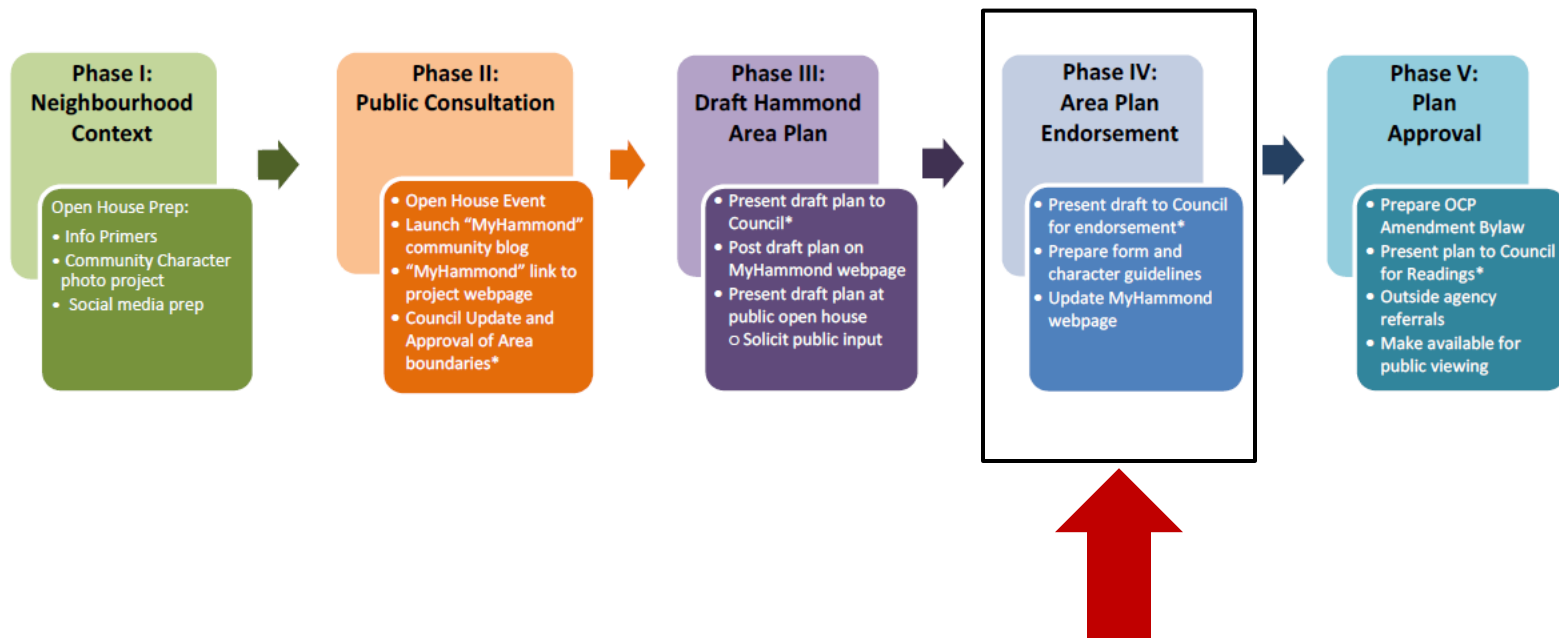 Phase I:
Neighbourhood
Context
Open House Prep:
• Info Primers
• Community Character
photo project
• Social media prep
Phase II:
Public Consultation
• Open House Event
• Launch “MyHammond”
community blog
• “MyHammond” link to
project webpage
• Council Update and
Approval of Area
boundaries*
Phase III:
Draft Hammond
Area Plan
• Present draft plan to
Council*
• Post draft plan on
MyHammond webpage
• Present draft plan at
public open house
o Solicit public input
Phase IV:
Area Plan
Endorsement
• Present draft to Council
for endorsement*
• Prepare form and
character guidelines
• Update MyHammond
webpage
Phase V:
Plan
Approval
• Prepare OCP
Amendment Bylaw
• Present plan to Council
for Readings*
• Outside agency
referrals
• Make available for
public viewing